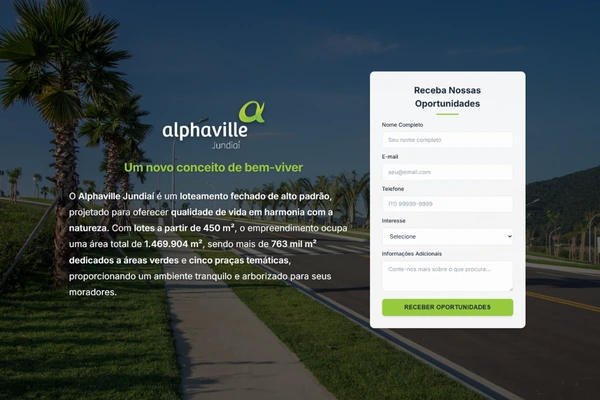 alphaville
Jundiaí
Um novo conceito de bem-viver
O Alphaville Jundiaí é um loteamento fechado de alto padrão,
projetado para oferecer qualidade de vida em harmonia com a
natureza. Com lotes a partir de 450 m², o empreendimento ocupa
uma área total de 1.469.904 m², sendo mais de 763 mil m²
dedicados a áreas verdes e cinco praças temáticas,
proporcionando um ambiente tranquilo e arborizado para seus
moradores.
Receba Nossas
Oportunidades
Nome Completo
Seu nome completo
E-mail
seu@email.com
Telefone
(11) 99999-9999
Interesse
Selecione
Informações Adicionais
Conte-nos mais sobre o que procura...
RECEBER OPORTUNIDADES